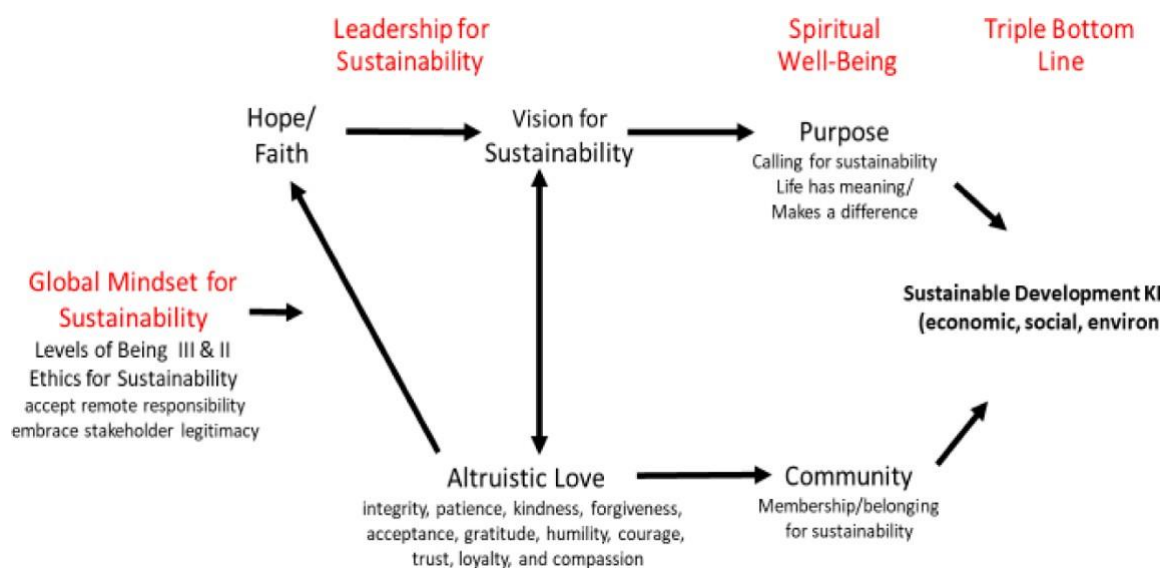 Leadership for
Sustainability
Spiritual
Well-Being
Triple Bottom
Line
Hope/
Faith
Vision for
Sustainability
Purpose
Calling for sustainability
Life has meaning/
Makes a difference
Global Mindset for
Sustainability
Levels of Being III & II
Ethics for Sustainability
accept remote responsibility
embrace stakeholder legitimacy
Sustainable Development
(economic, social,
Altruistic Love
integrity, patience, kindness, forgiveness,
acceptance, gratitude, humility, courage,
trust, loyalty, and compassion
Community
Membership/belonging
for sustainability